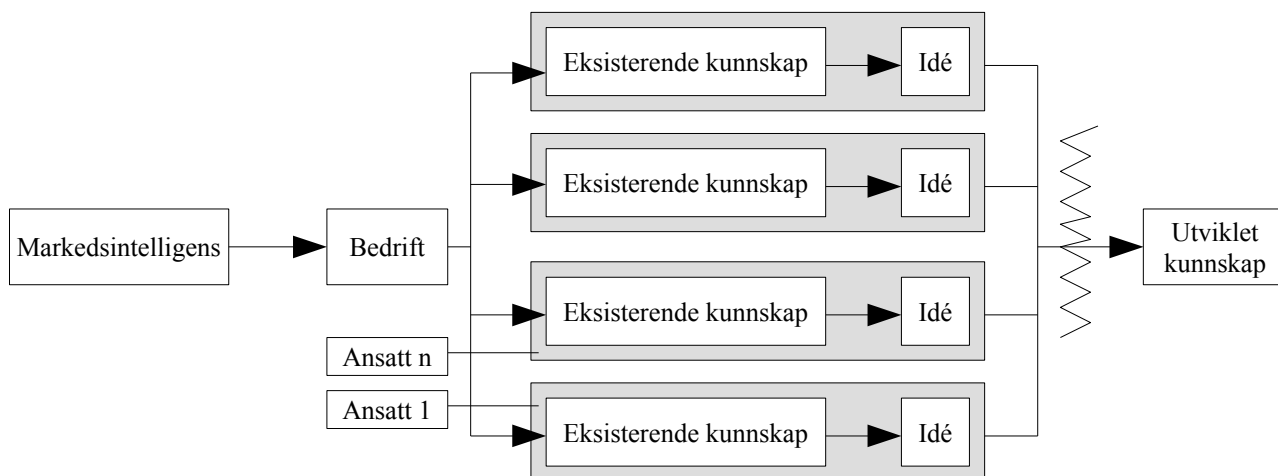 Eksisterende kunnskap
Idé
Eksisterende kunnskap
Idé
Markedsintelligens
Bedrift
Utviklet
kunnskap
Eksisterende kunnskap
Idé
Ansatt n
Ansatt 1
Eksisterende kunnskap
Idé